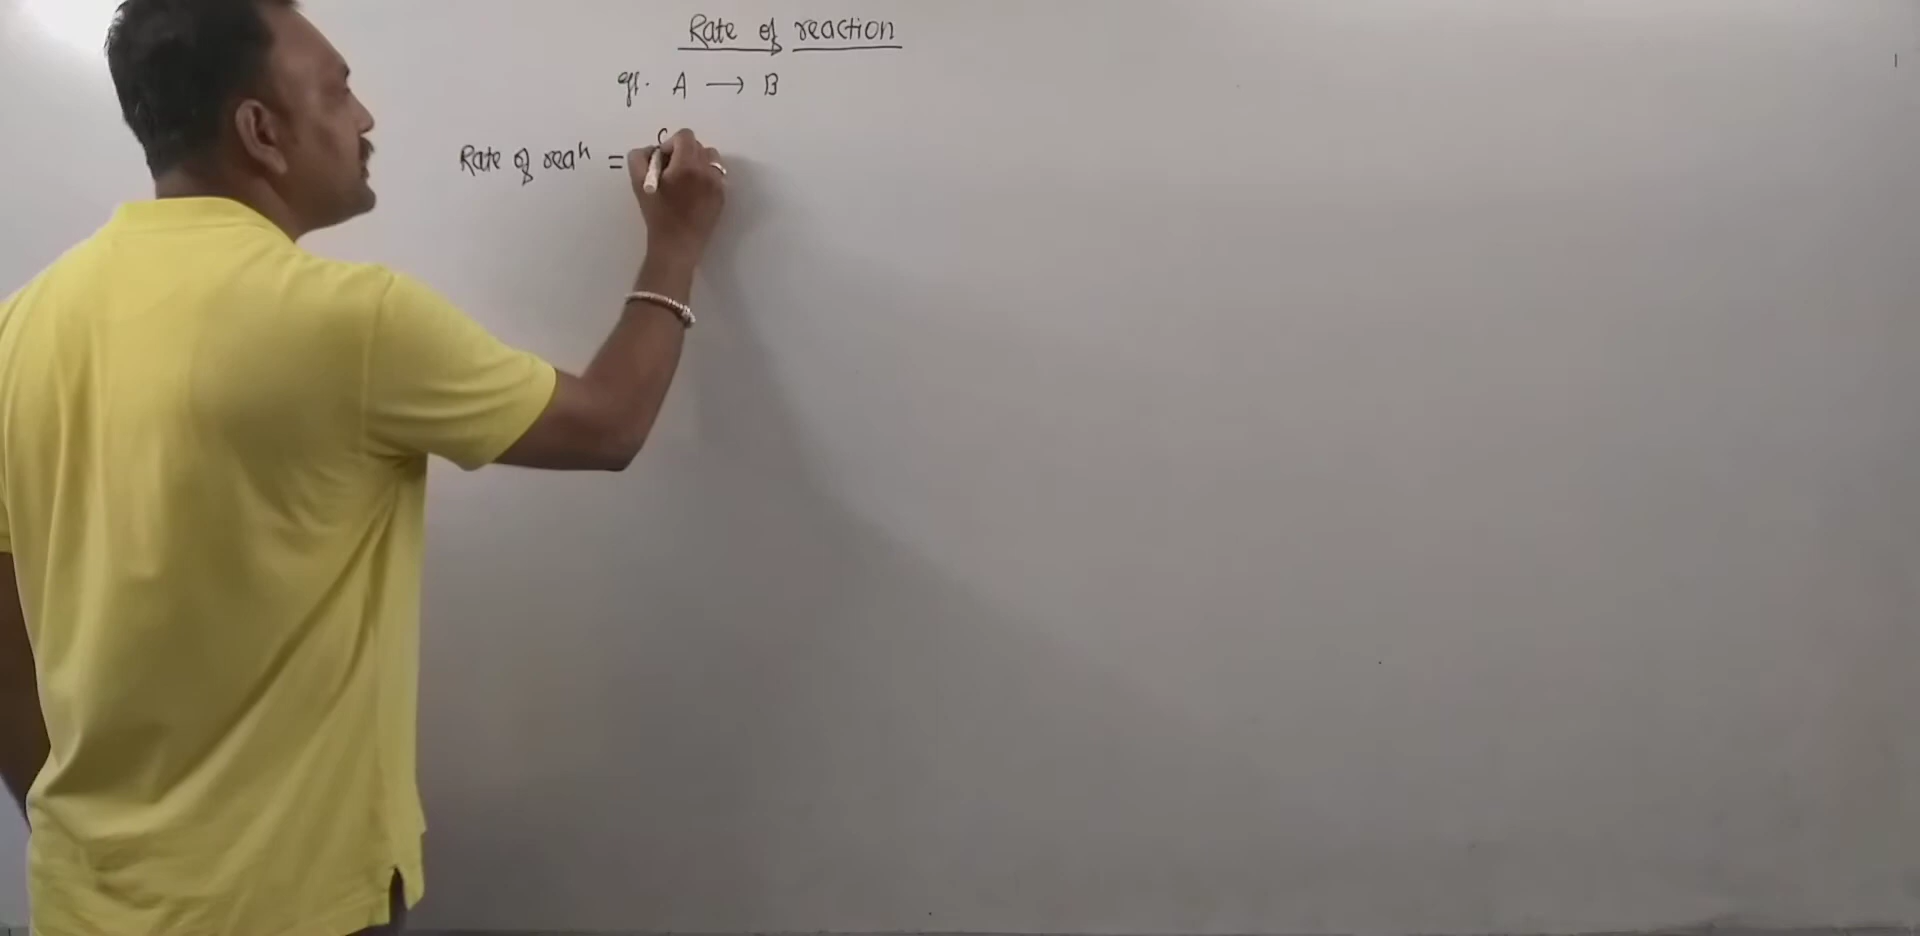 Rate of reaction
eg. A → B
Rate of reaⁿ = C